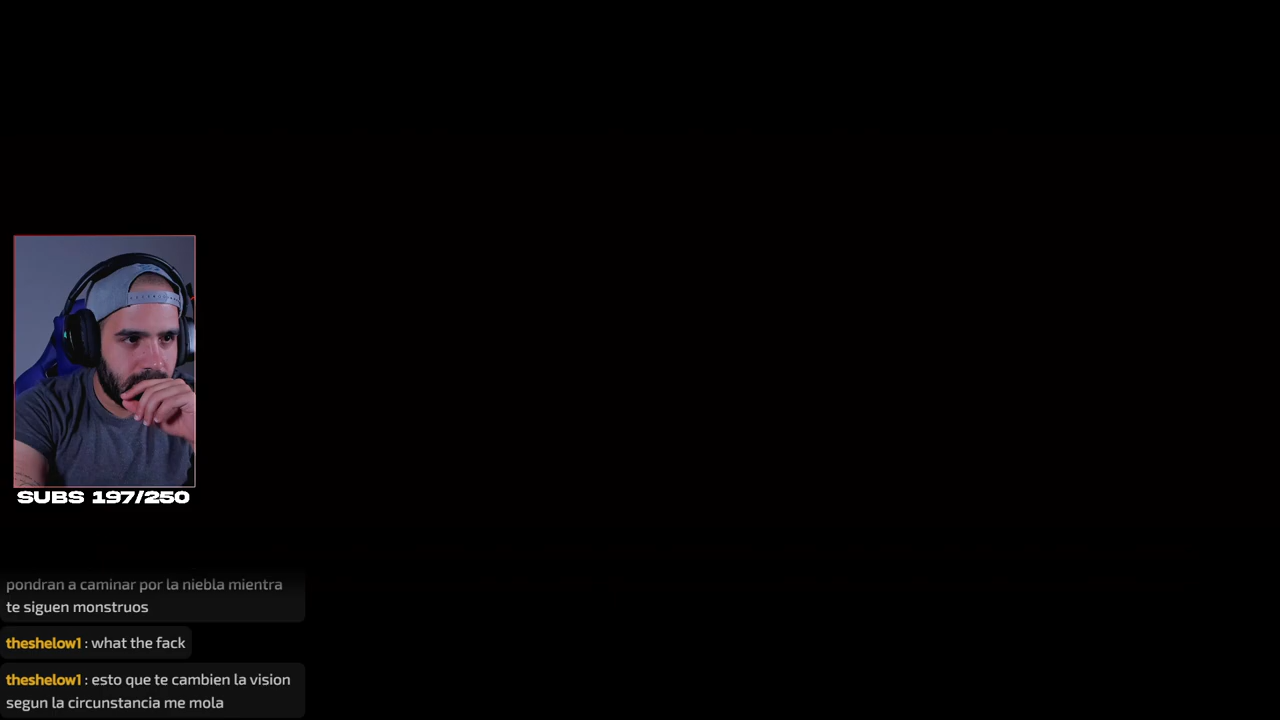 SUBS 197/250
pondran a caminar por la niebla mientra
te siguen monstruos
theshelow1 : what the fack
theshelow1 : esto que te cambien la vision
segun la circunstancia me mola